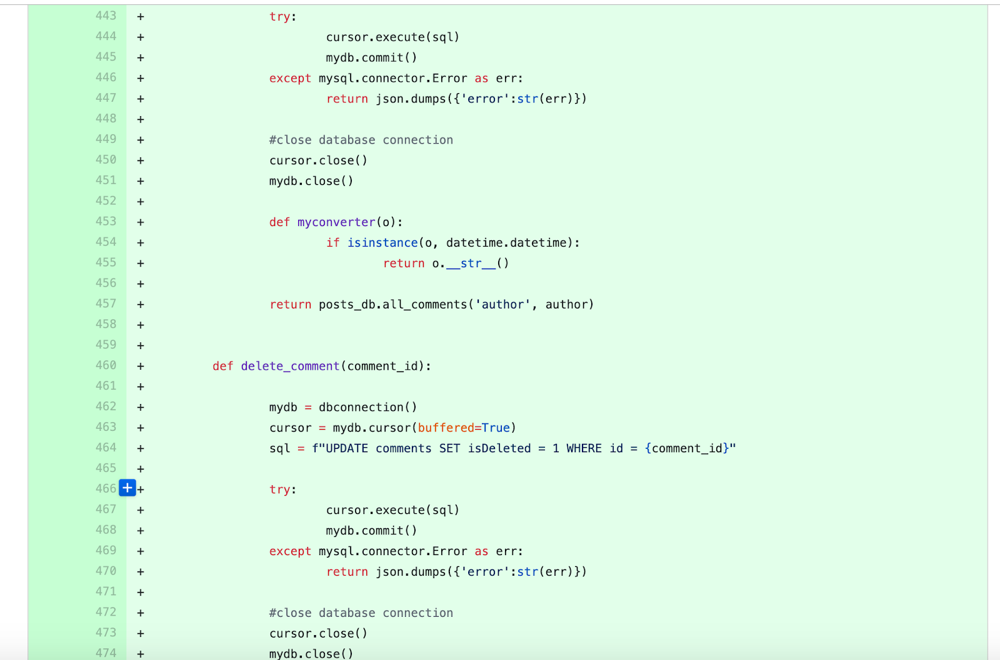 443 + try:
444 + cursor.execute(sql)
445 + mydb.commit()
446 + except mysql.connector.Error as err:
447 + return json.dumps({'error':str(err)})
448 +
449 + #close database connection
450 + cursor.close()
451 + mydb.close()
452 +
453 + def myconverter(o):
454 + if isinstance(o, datetime.datetime):
455 + return o.__str__()
456 +
457 + return posts_db.all_comments('author', author)
458 +
459 +
460 + def delete_comment(comment_id):
461 +
462 + mydb = dbconnection()
463 + cursor = mydb.cursor(buffered=True)
464 + sql = f"UPDATE comments SET isDeleted = 1 WHERE id = {comment_id}"
465 +
466 + + try:
467 + cursor.execute(sql)
468 + mydb.commit()
469 + except mysql.connector.Error as err:
470 + return json.dumps({'error':str(err)})
471 +
472 + #close database connection
473 + cursor.close()
474 + mydb.close()